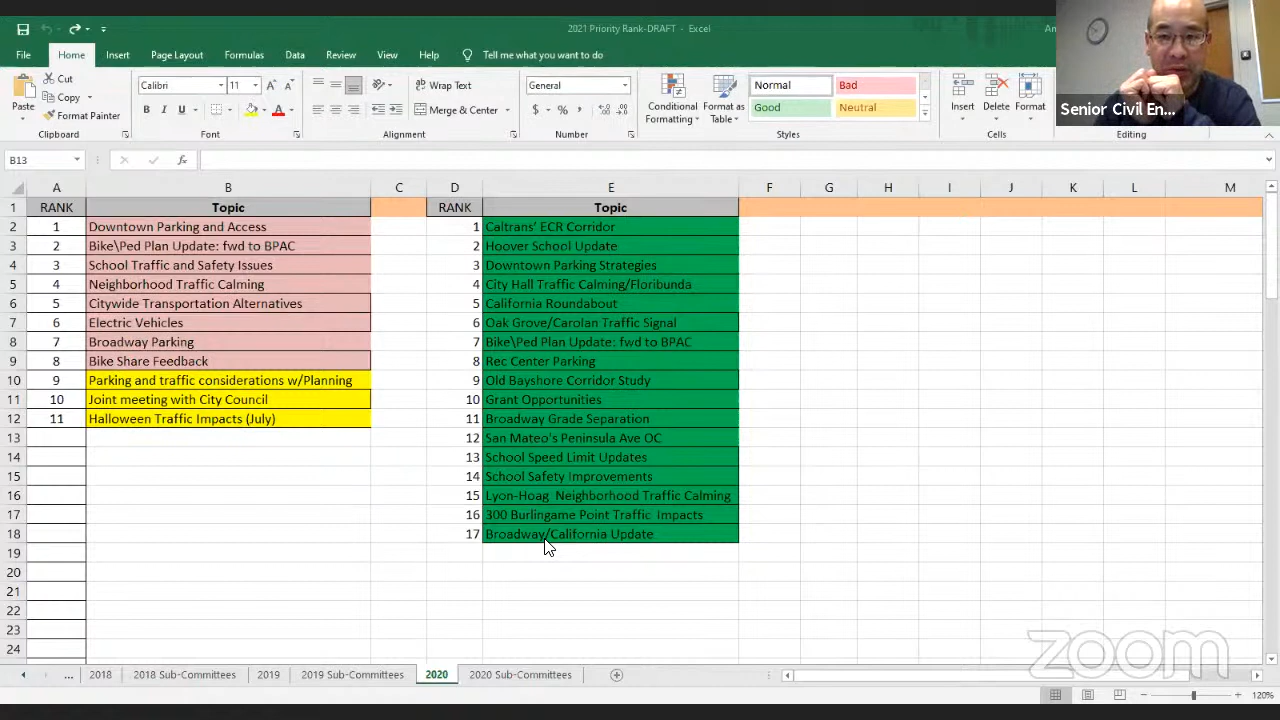 2021 Priority Rank-DRAFT - Excel
File Home Insert Page Layout Formulas Data Review View Help Tell me what you want to do
Cut
Copy
Format Painter
Paste
Clipboard
Calibri 11
B I U
Font
Wrap Text
Merge & Center
Alignment
General
$ % ,
Number
Conditional Formatting
Format as Table
Normal Bad
Good Neutral
Styles
Insert Delete Format
Cells
Editing
Senior Civil En...
B13
fx
A B C D E F G H I J K L M
1 RANK Topic RANK Topic
2 1 Downtown Parking and Access 1 Caltrans' ECR Corridor
3 2 Bike\Ped Plan Update: fwd to BPAC 2 Hoover School Update
4 3 School Traffic and Safety Issues 3 Downtown Parking Strategies
5 4 Neighborhood Traffic Calming 4 City Hall Traffic Calming/Floribunda
6 5 Citywide Transportation Alternatives 5 California Roundabout
7 6 Electric Vehicles 6 Oak Grove/Carolan Traffic Signal
8 7 Broadway Parking 7 Bike\Ped Plan Update: fwd to BPAC
9 8 Bike Share Feedback 8 Rec Center Parking
10 9 Parking and traffic considerations w/Planning 9 Old Bayshore Corridor Study
11 10 Joint meeting with City Council 10 Grant Opportunities
12 11 Halloween Traffic Impacts (July) 11 Broadway Grade Separation
13 12 San Mateo's Peninsula Ave OC
14 13 School Speed Limit Updates
15 14 School Safety Improvements
16 15 Lyon-Hoag Neighborhood Traffic Calming
17 16 300 Burlingame Point Traffic Impacts
18 17 Broadway/California Update
19
20
21
22
23
24
zoom
... 2018 2018 Sub-Committees 2019 2019 Sub-Committees 2020 2020 Sub-Committees
120%